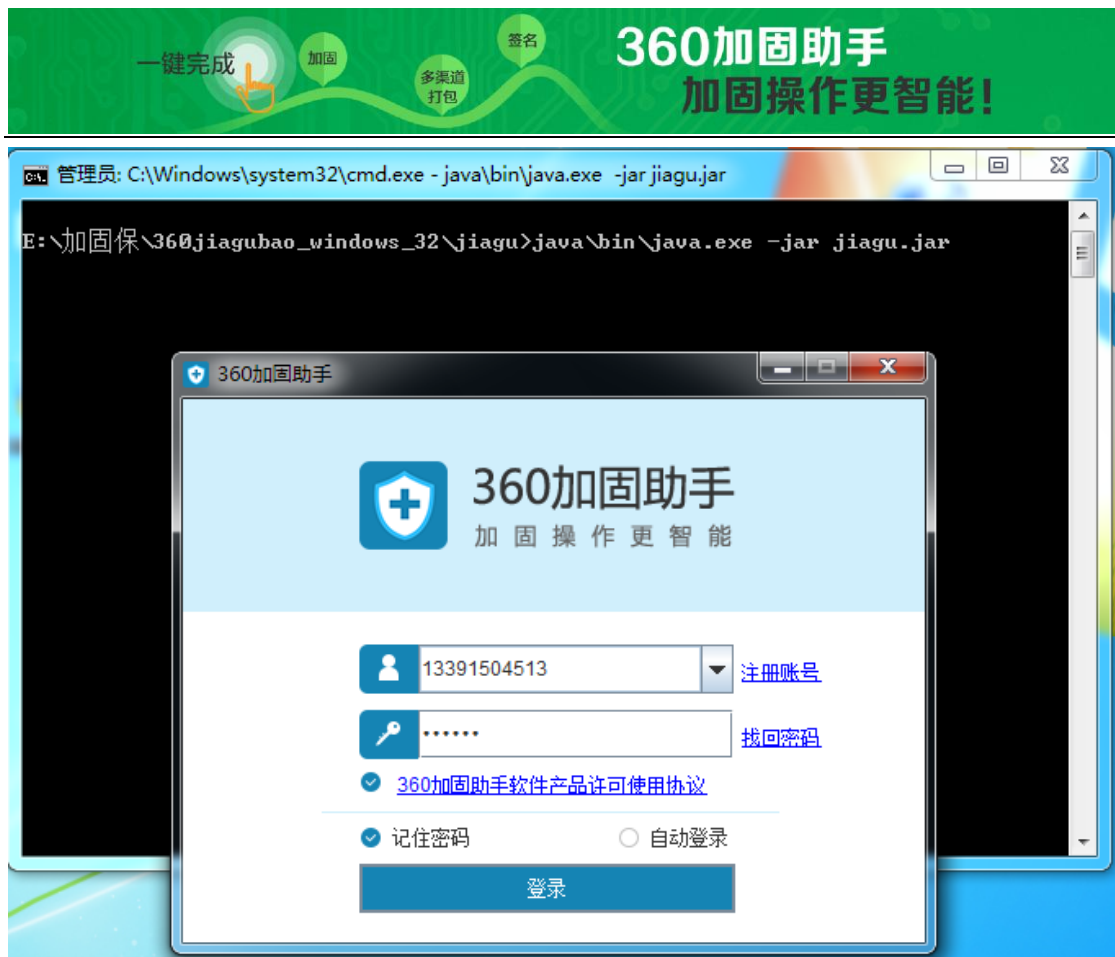 一键完成
加固
多渠道
打包
签名
360加固助手
加固操作更智能!
管理员: C:\Windows\system32\cmd.exe - java\bin\java.exe -jar jiagu.jar
E:\加固保\360jiagubao_windows_32\jiagu>java\bin\java.exe -jar jiagu.jar
360加固助手
360加固助手
加固操作更智能
13391504513
注册账号
••••••
找回密码
360加固助手软件产品许可使用协议
记住密码
自动登录
登录